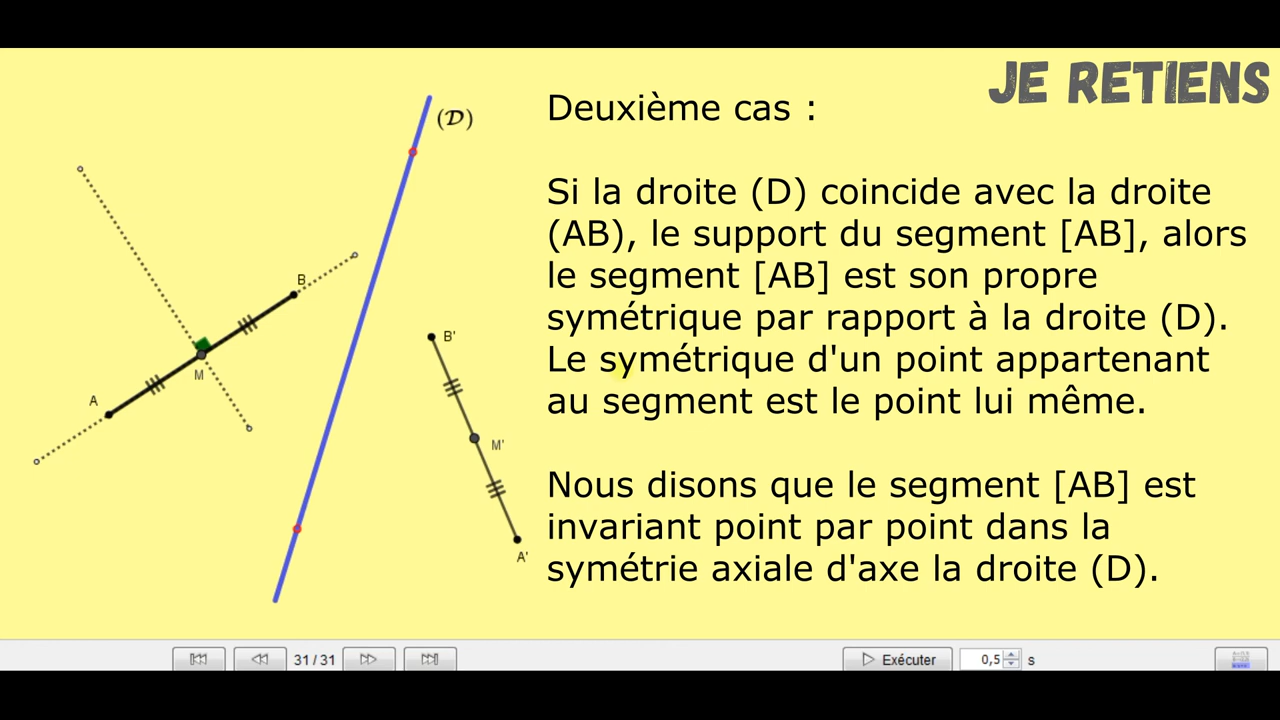 JE RETIENS
Deuxième cas :
Si la droite (D) coincide avec la droite
(AB), le support du segment [AB], alors
le segment [AB] est son propre
symétrique par rapport à la droite (D).
Le symétrique d'un point appartenant
au segment est le point lui même.
Nous disons que le segment [AB] est
invariant point par point dans la
symétrie axiale d'axe la droite (D).
(D)
B
B'
M
A
M'
A'
31 / 31
Exécuter
0,5
s